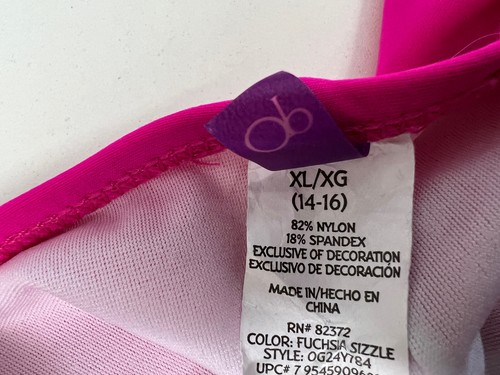 XL/XG
(14-16)
82% NYLON
18% SPANDEX
EXCLUSIVE OF DECORATION
EXCLUSIVO DE DECORACIÓN
MADE IN/HECHO EN
CHINA
RN# 82372
COLOR: FUCHSIA SIZZLE
STYLE: OG24Y784
UPC#